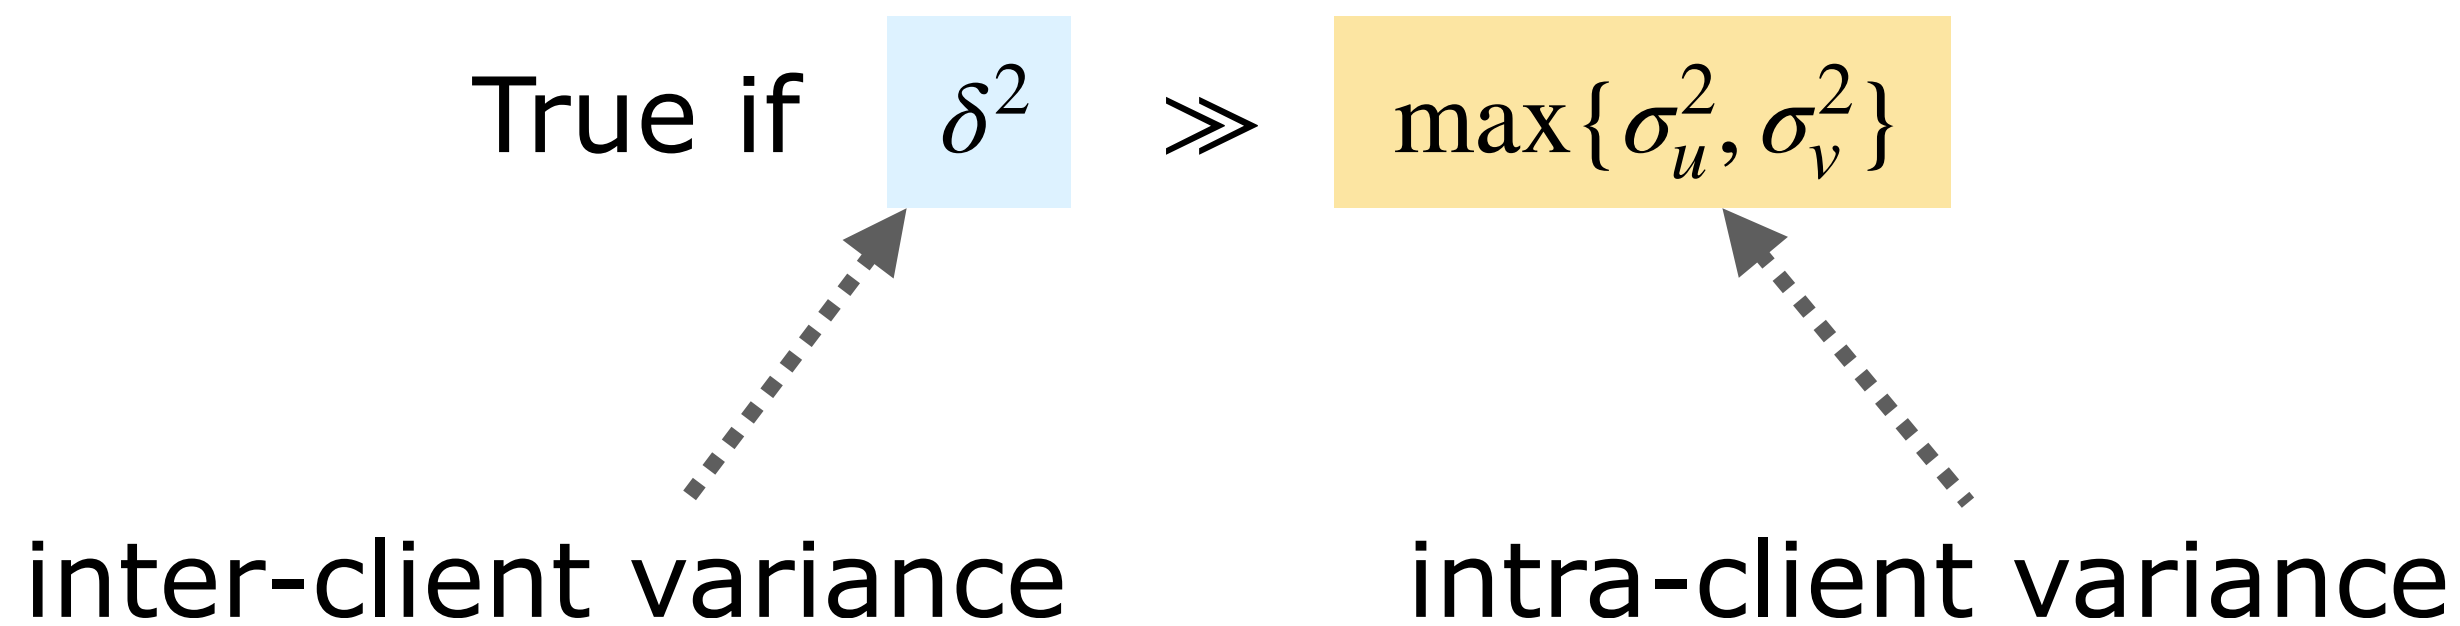 True if δ² ≫ max{σ_u², σ_v²}
inter-client variance intra-client variance